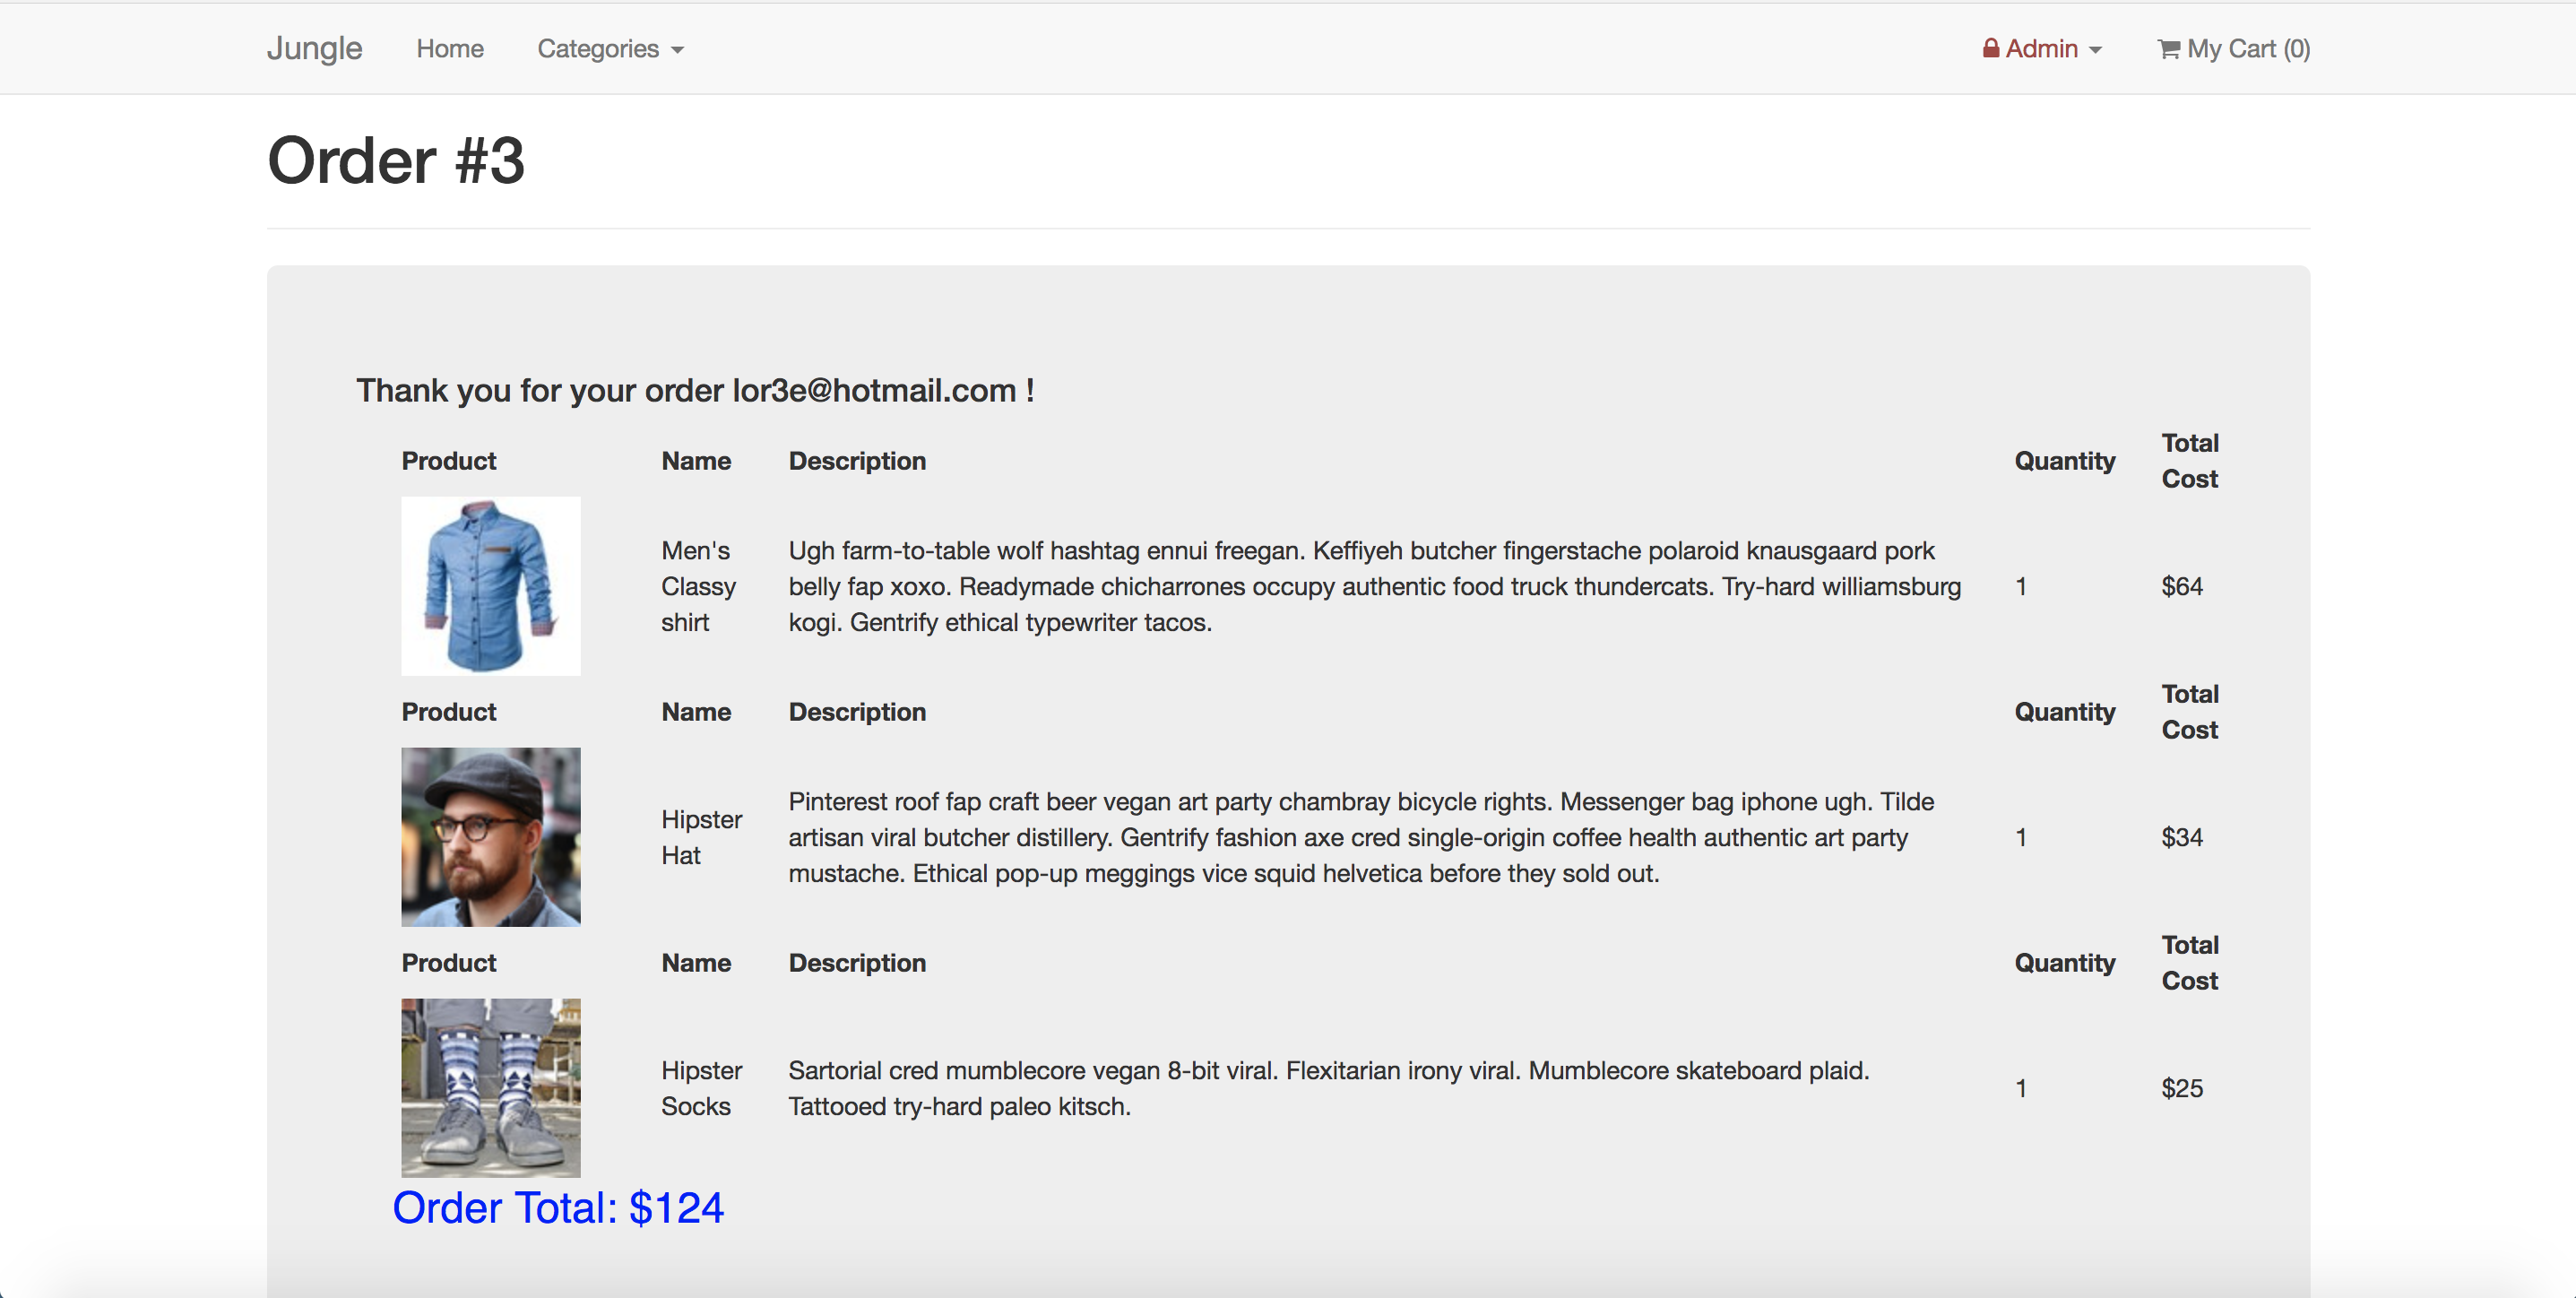 Jungle Home Categories Admin My Cart (0)
Order #3
Thank you for your order lor3e@hotmail.com !
Product Name Description Quantity Total Cost
Men's Classy shirt
Ugh farm-to-table wolf hashtag ennui freegan. Keffiyeh butcher fingerstache polaroid knausgaard pork
belly fap xoxo. Readymade chicharrones occupy authentic food truck thundercats. Try-hard williamsburg
kogi. Gentrify ethical typewriter tacos.
1 $64
Product Name Description Quantity Total Cost
Hipster Hat
Pinterest roof fap craft beer vegan art party chambray bicycle rights. Messenger bag iphone ugh. Tilde
artisan viral butcher distillery. Gentrify fashion axe cred single-origin coffee health authentic art party
mustache. Ethical pop-up meggings vice squid helvetica before they sold out.
1 $34
Product Name Description Quantity Total Cost
Hipster Socks
Sartorial cred mumblecore vegan 8-bit viral. Flexitarian irony viral. Mumblecore skateboard plaid.
Tattooed try-hard paleo kitsch.
1 $25
Order Total: $124